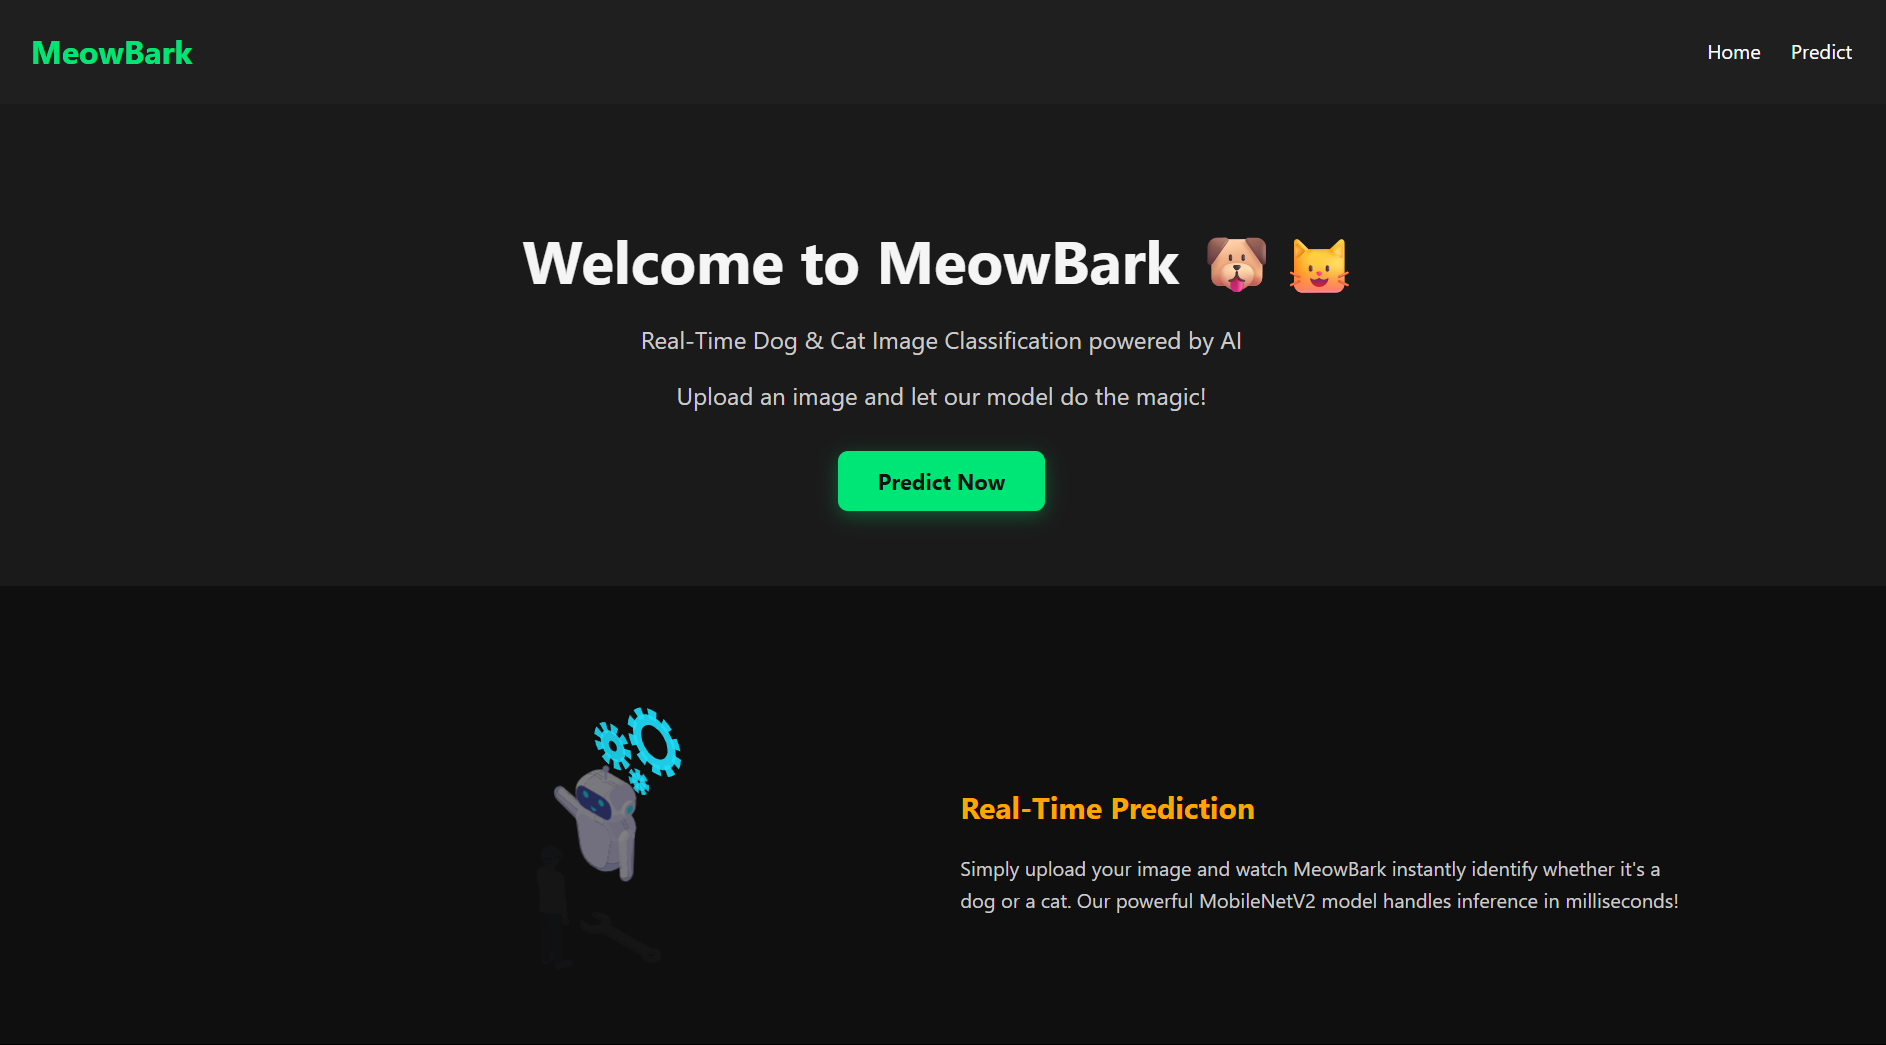 MeowBark
Home Predict
Welcome to MeowBark 🐶 🐱
Real-Time Dog & Cat Image Classification powered by AI
Upload an image and let our model do the magic!
Predict Now
Real-Time Prediction
Simply upload your image and watch MeowBark instantly identify whether it's a
dog or a cat. Our powerful MobileNetV2 model handles inference in milliseconds!